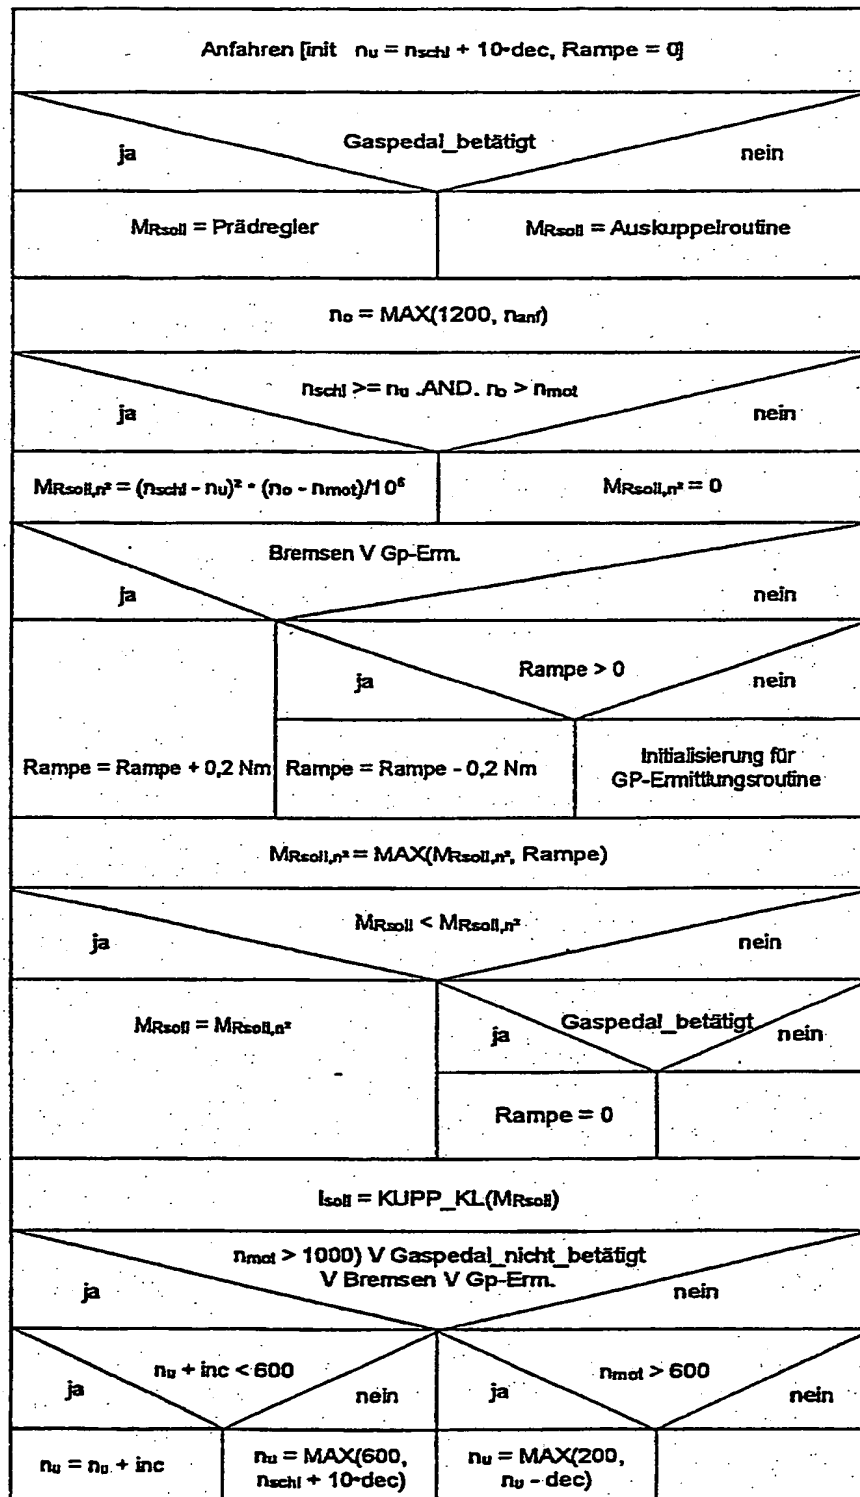 Anfahren [init nu = nschl + 10·dec, Rampe = 0]
Gaspedal_betätigt
ja
nein
MRsoll = Prädregler
MRsoll = Auskuppelroutine
no = MAX(1200, nanf)
nschl >= nu .AND. no > nmot
ja
nein
MRsoll,n² = (nschl - nu)² · (no - nmot)/10⁶
MRsoll,n² = 0
Bremsen V Gp-Erm.
ja
nein
ja
Rampe > 0
nein
Rampe = Rampe + 0,2 Nm
Rampe = Rampe - 0,2 Nm
Initialisierung für
GP-Ermittlungsroutine
MRsoll,n² = MAX(MRsoll,n², Rampe)
MRsoll < MRsoll,n²
ja
nein
MRsoll = MRsoll,n²
ja
Gaspedal_betätigt
nein
Rampe = 0
Isoll = KUPP_KL(MRsoll)
nmot > 1000) V Gaspedal_nicht_betätigt
V Bremsen V Gp-Erm.
ja
nein
nu + inc < 600
ja
nein
nmot > 600
ja
nein
nu = nu + inc
nu = MAX(600,
nschl + 10·dec)
nu = MAX(200,
nu - dec)